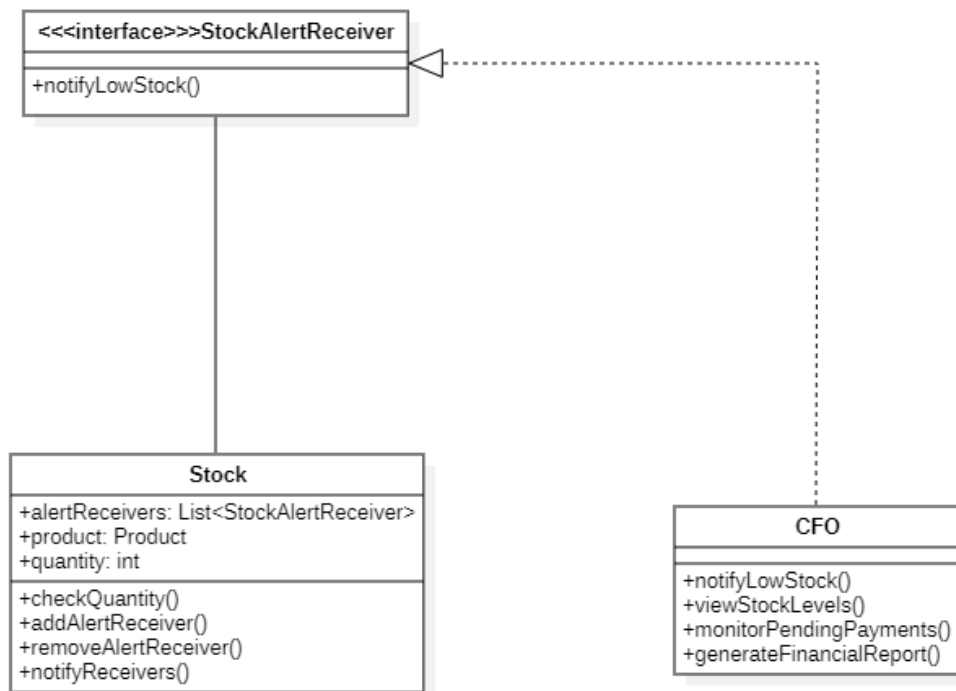 <<<interface>>>StockAlertReceiver
+notifyLowStock()
Stock
+alertReceivers: List<StockAlertReceiver>
+product: Product
+quantity: int
+checkQuantity()
+addAlertReceiver()
+removeAlertReceiver()
+notifyReceivers()
CFO
+notifyLowStock()
+viewStockLevels()
+monitorPendingPayments()
+generateFinancialReport()